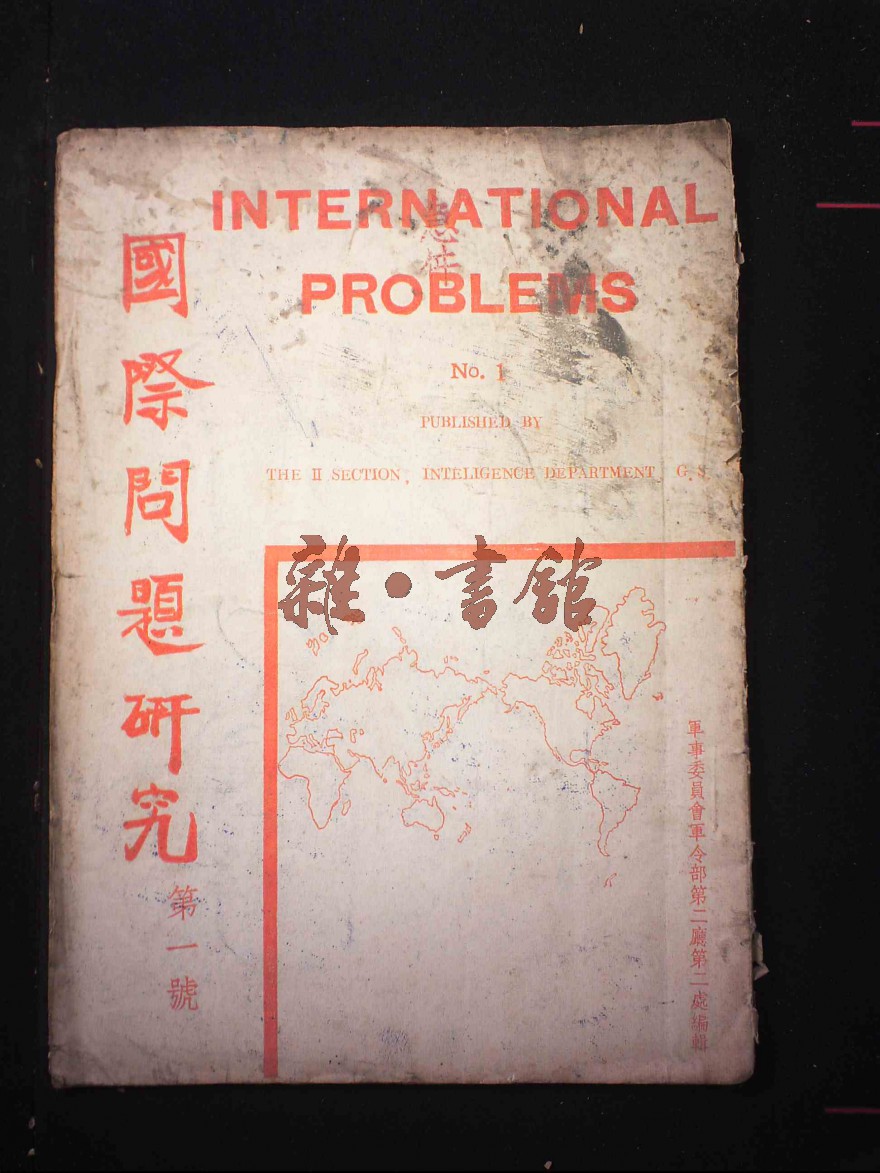 INTERNATIONAL
PROBLEMS
No. 1
PUBLISHED BY
THE II SECTION, INTELIGENCE DEPARTMENT G.S.
國際問題研究
第一號
雜·書館
軍事委員會軍令部第二廳第二處編輯